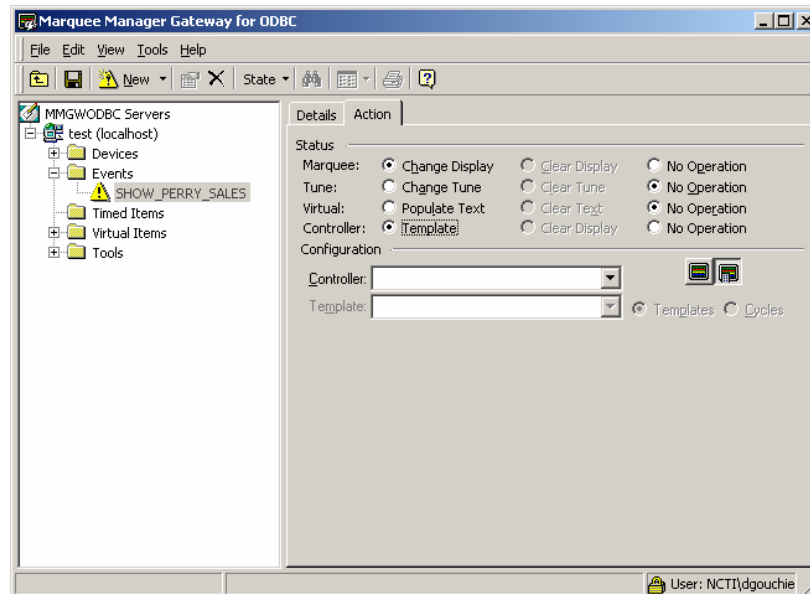 Marquee Manager Gateway for ODBC
File Edit View Tools Help
New State
MMGWODBC Servers
test (localhost)
Devices
Events
SHOW_PERRY_SALES
Timed Items
Virtual Items
Tools
Details Action
Status
Marquee: Change Display Clear Display No Operation
Tune: Change Tune Clear Tune No Operation
Virtual: Populate Text Clear Text No Operation
Controller: Template Clear Display No Operation
Configuration
Controller:
Template: Templates Cycles
User: NCTI\dgouchie